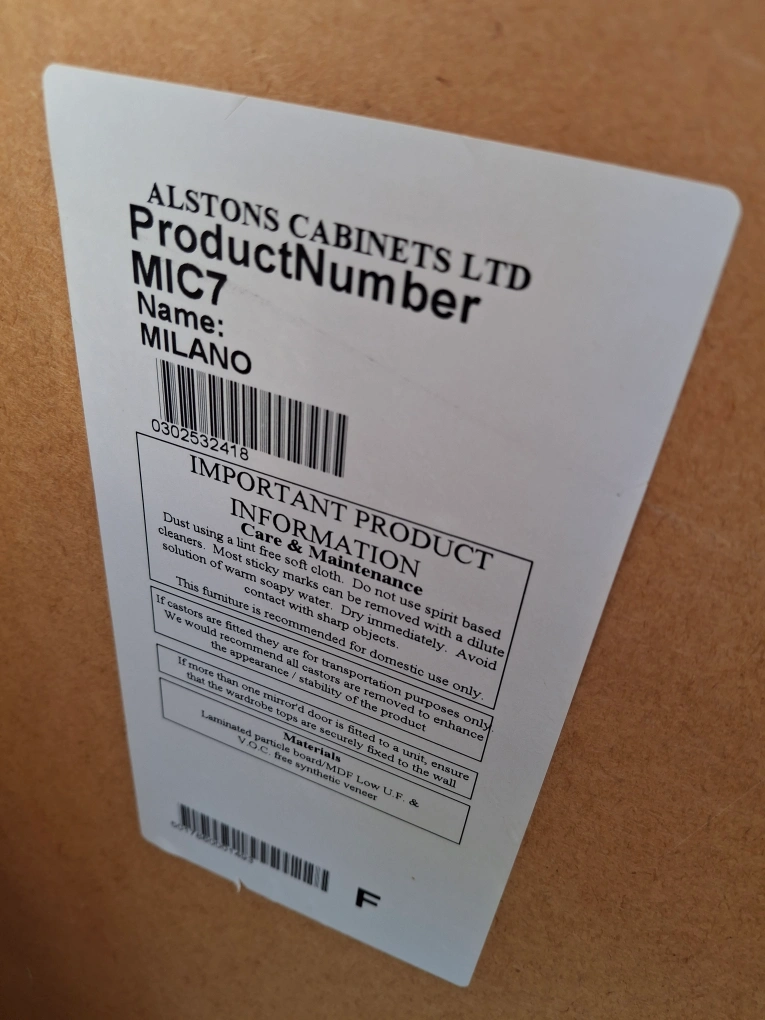 ALSTONS CABINETS LTD
ProductNumber
MIC7
Name:
MILANO
0302532418
IMPORTANT PRODUCT
INFORMATION
Care & Maintenance
Dust using a lint free soft cloth. Do not use spirit based
cleaners. Most sticky marks can be removed with a dilute
solution of warm soapy water. Dry immediately. Avoid
contact with sharp objects.
This furniture is recommended for domestic use only.
If castors are fitted they are for transportation purposes only.
We would recommend all castors are removed to enhance
the appearance / stability of the product
If more than one mirror'd door is fitted to a unit, ensure
that the wardrobe tops are securely fixed to the wall
Materials
Laminated particle board/MDF Low U.F. &
V.O.C. free synthetic veneer
F